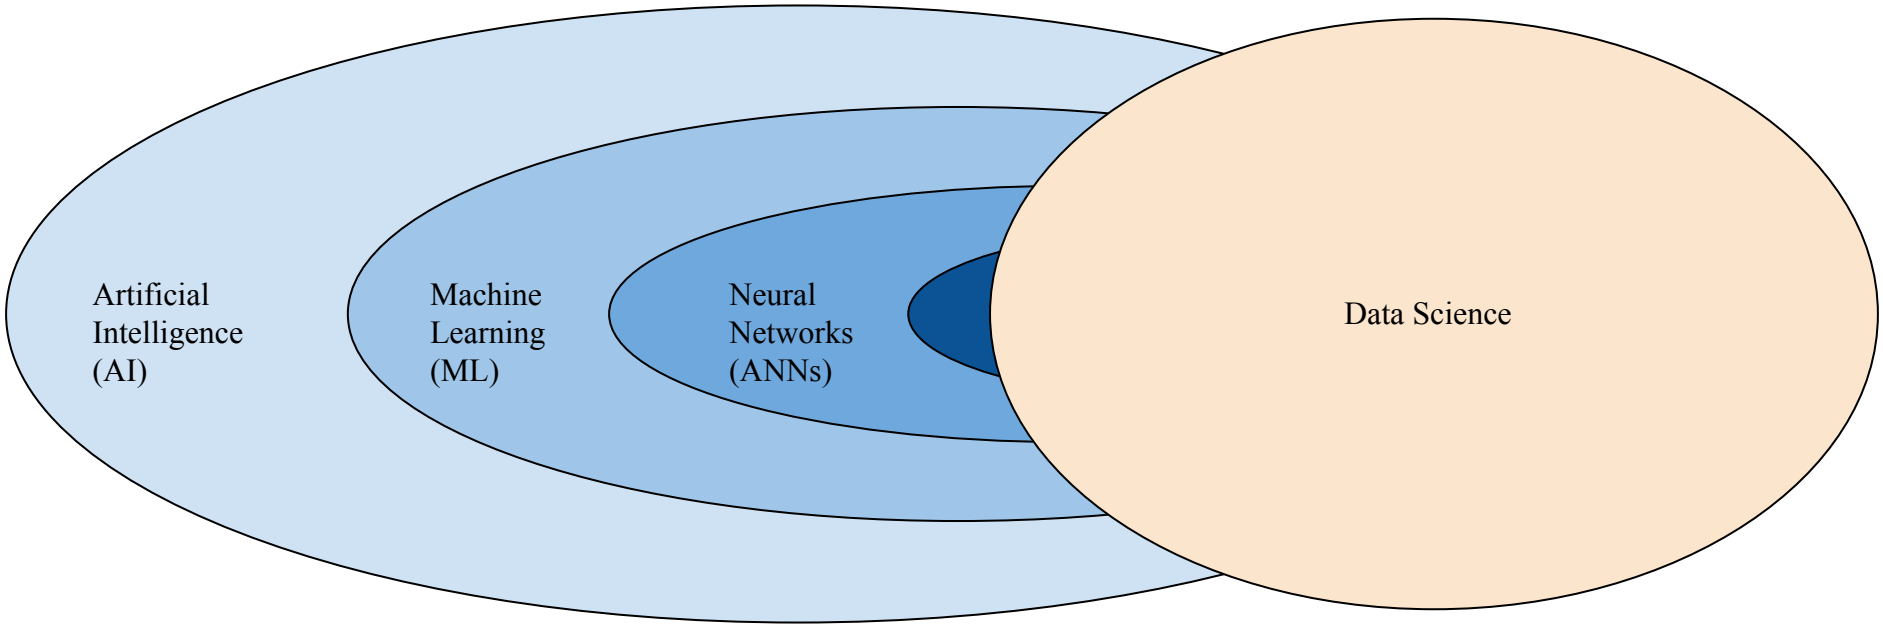 Artificial
Intelligence
(AI)
Machine
Learning
(ML)
Neural
Networks
(ANNs)
Data Science